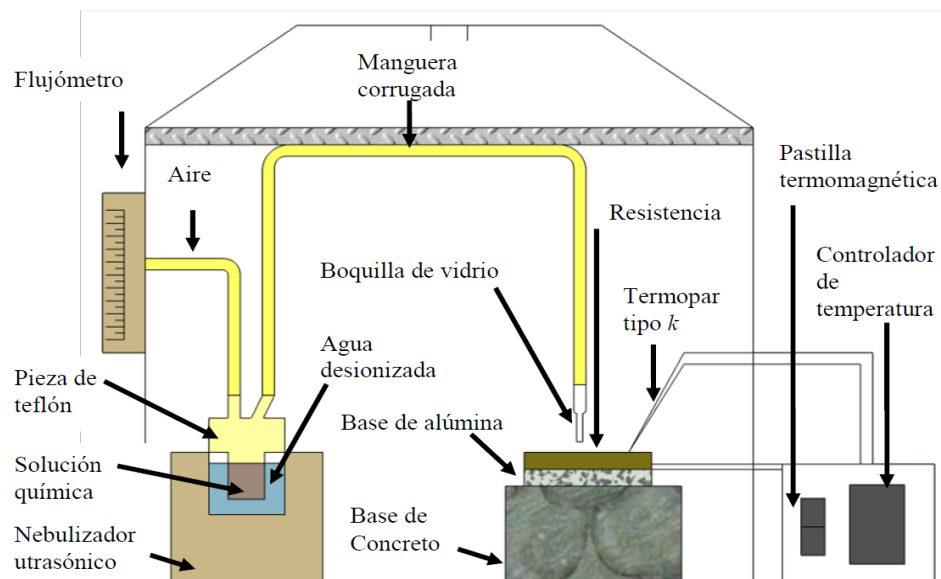 Flujómetro
Manguera
corrugada
Aire
Pastilla
termomagnética
Resistencia
Boquilla de vidrio
Controlador
de
temperatura
Termopar
tipo k
Agua
desionizada
Pieza de
teflón
Base de alúmina
Solución
química
Base de
Concreto
Nebulizador
utrasónico